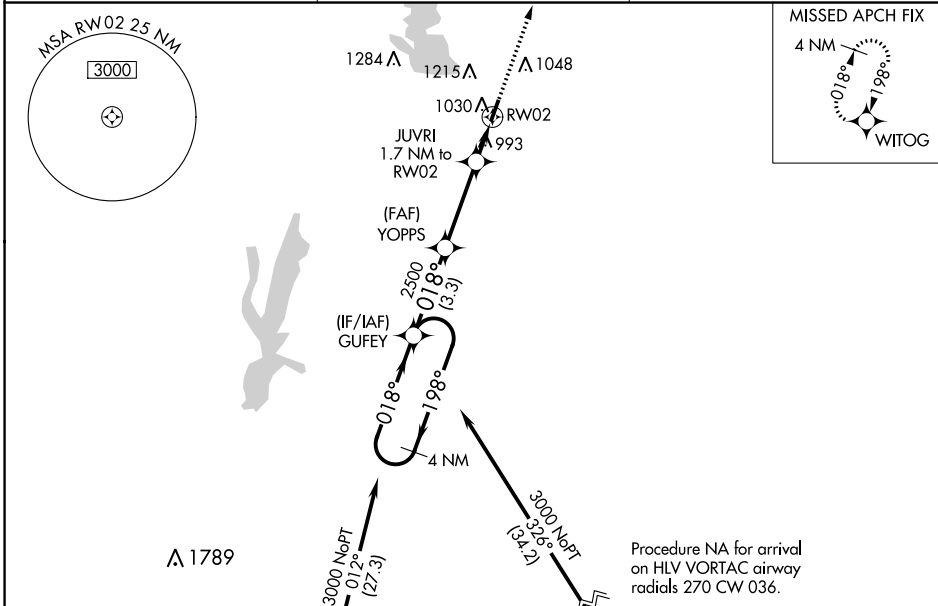 MSA RW02 25 NM
3000
1284
1215
1048
1030
RW02
993
JUVRI
1.7 NM to
RW02
(FAF)
YOPPS
2500
018°
(3.3)
(IF/IAF)
GUFEY
018°
198°
4 NM
3000 NoPT
012°
(27.3)
3000 NoPT
326°
(34.2)
1789
Procedure NA for arrival
on HLV VORTAC airway
radials 270 CW 036.
MISSED APCH FIX
4 NM
018°
198°
WITOG